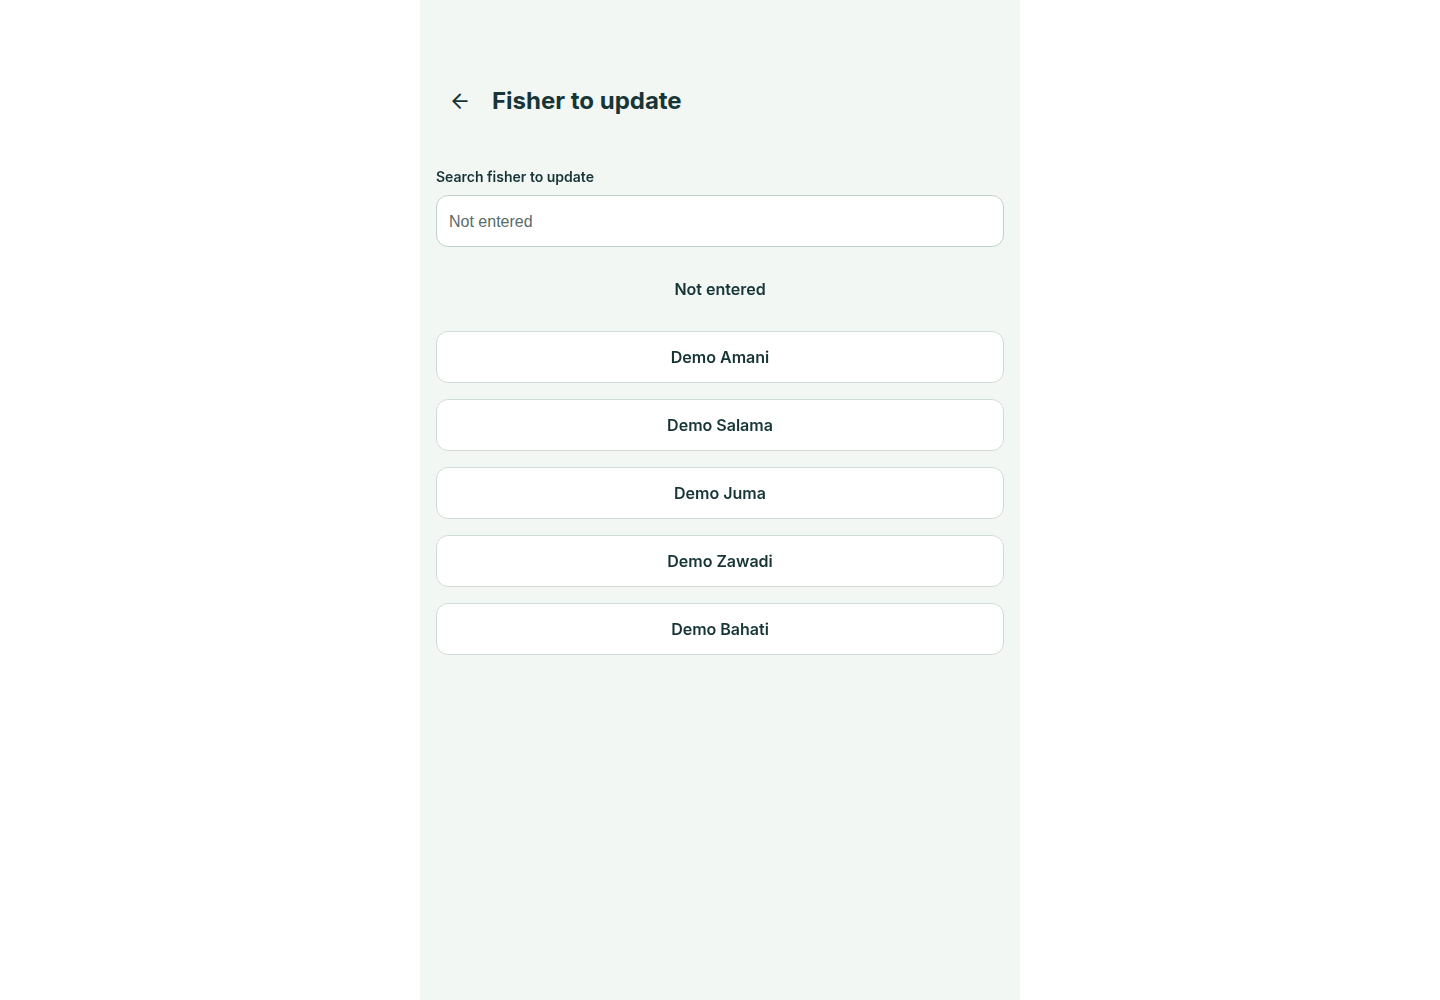 Fisher to update
Search fisher to update
Not entered
Not entered
Demo Amani
Demo Salama
Demo Juma
Demo Zawadi
Demo Bahati